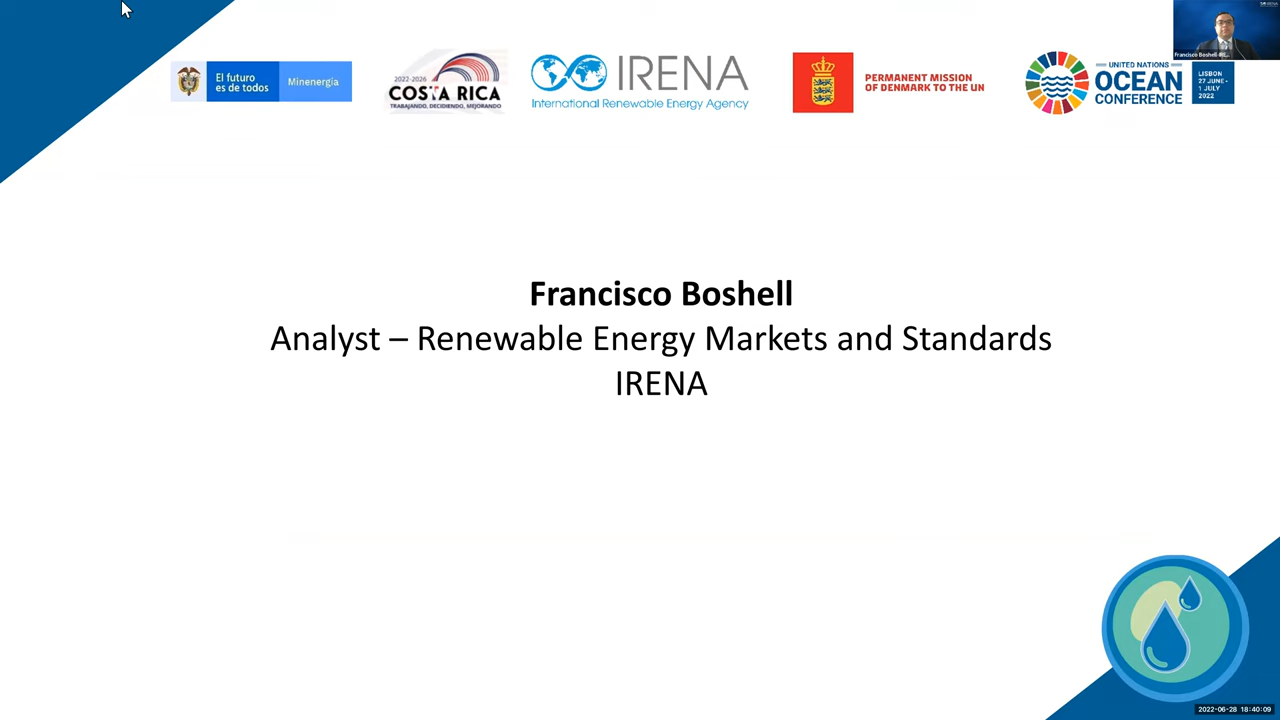 El futuro
es de todos
Minenergía
2022-2026
COSTA RICA
TRABAJANDO, DECIDIENDO, MEJORANDO
IRENA
International Renewable Energy Agency
PERMANENT MISSION
OF DENMARK TO THE UN
UNITED NATIONS
OCEAN
CONFERENCE
LISBON
27 JUNE -
1 JULY
2022
Francisco Boshell
Francisco Boshell
Analyst – Renewable Energy Markets and Standards
IRENA
2022-06-28 18:40:09